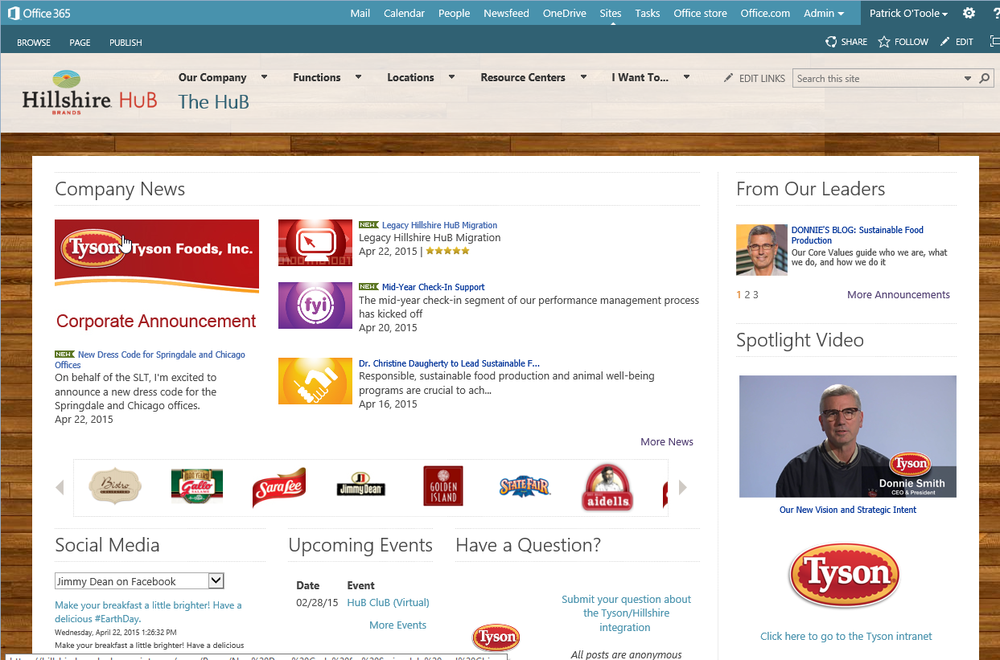 Office 365
Mail Calendar People Newsfeed OneDrive Sites Tasks Office store Office.com Admin Patrick O'Toole ?
BROWSE PAGE PUBLISH
SHARE FOLLOW EDIT
Hillshire HuB
BRANDS
Our Company Functions Locations Resource Centers I Want To... EDIT LINKS Search this site
The HuB
Company News
Tyson Tyson Foods, Inc.
Corporate Announcement
NEW New Dress Code for Springdale and Chicago
Offices
On behalf of the SLT, I'm excited to
announce a new dress code for the
Springdale and Chicago offices.
Apr 22, 2015
NEW Legacy Hillshire HuB Migration
Legacy Hillshire HuB Migration
Apr 22, 2015 |
fyi
NEW Mid-Year Check-In Support
The mid-year check-in segment of our performance management process
has kicked off
Apr 20, 2015
Dr. Christine Daugherty to Lead Sustainable F...
Responsible, sustainable food production and animal well-being
programs are crucial to ach...
Apr 16, 2015
More News
Bistro
Gallo
SALAME
Sara Lee
Jimmy Dean
GOLDEN
ISLAND
STATE FAIR
aidells
From Our Leaders
DONNIE'S BLOG: Sustainable Food
Production
Our Core Values guide who we are, what
we do, and how we do it
1 2 3
More Announcements
Spotlight Video
Tyson
Donnie Smith
CEO & President
Our New Vision and Strategic Intent
Tyson
Click here to go to the Tyson intranet
Social Media
Jimmy Dean on Facebook
Make your breakfast a little brighter! Have a
delicious #EarthDay.
Wednesday, April 22, 2015 1:26:32 PM
Make your breakfast a little brighter! Have a delicious
Upcoming Events
Date Event
02/28/15 HuB CluB (Virtual)
More Events
Have a Question?
Submit your question about
the Tyson/Hillshire
integration
Tyson
All posts are anonymous